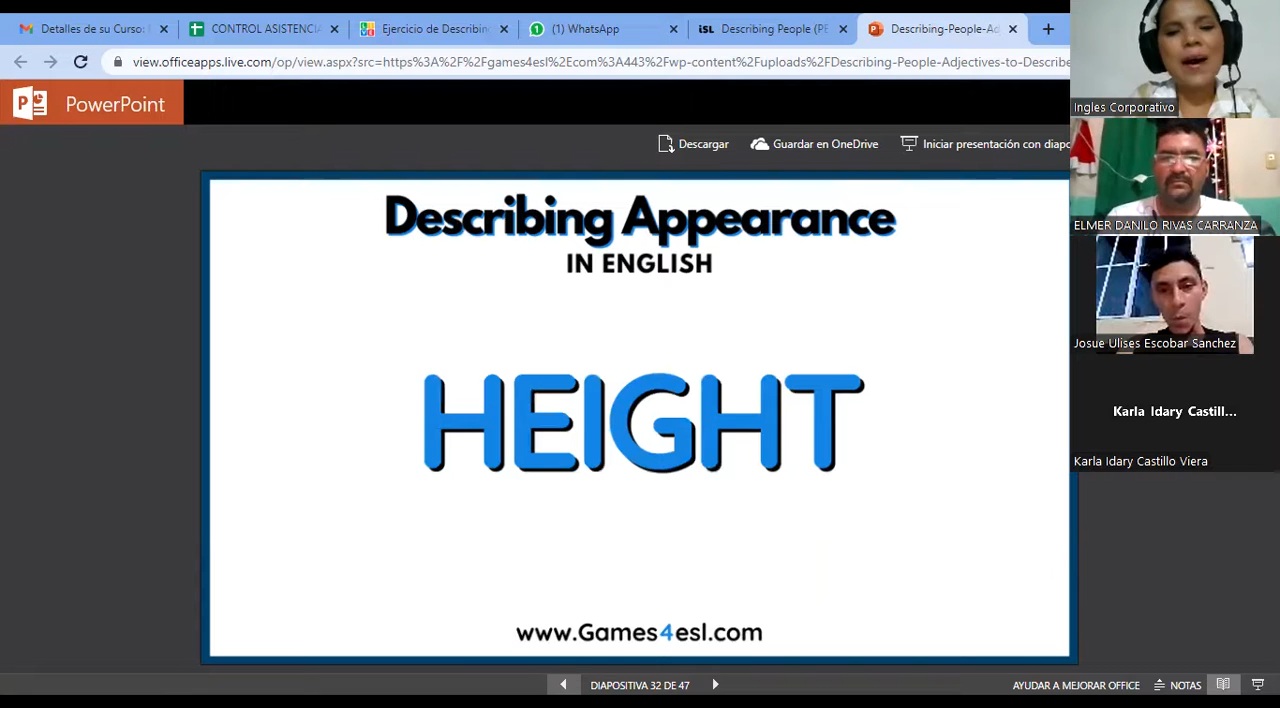 Detalles de su Curso:
CONTROL ASISTENCIA
Ejercicio de Describin
(1) WhatsApp
iSL Describing People (PE
Describing-People-Ad
view.officeapps.live.com/op/view.aspx?src=https%3A%2F%2Fgames4esl%2Ecom%3A443%2Fwp-content%2Fuploads%2FDescribing-People-Adjectives-to-Describe
PowerPoint
Descargar
Guardar en OneDrive
Iniciar presentación con diapo
Describing Appearance
IN ENGLISH
HEIGHT
www.Games4esl.com
DIAPOSITIVA 32 DE 47
AYUDAR A MEJORAR OFFICE
NOTAS
Ingles Corporativo
ELMER DANILO RIVAS CARRANZA
Josue Ulises Escobar Sanchez
Karla Idary Castill...
Karla Idary Castillo Viera